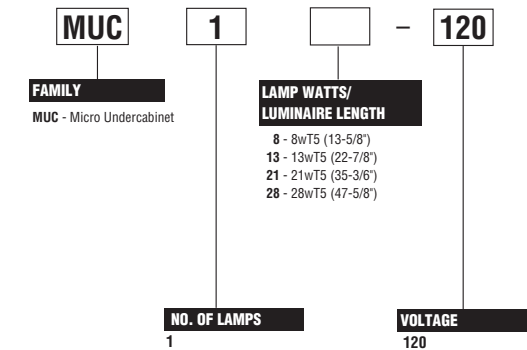 MUC 1 – 120
FAMILY
MUC - Micro Undercabinet
LAMP WATTS/
LUMINAIRE LENGTH
8 - 8wT5 (13-5/8")
13 - 13wT5 (22-7/8")
21 - 21wT5 (35-3/6")
28 - 28wT5 (47-5/8")
NO. OF LAMPS
1
VOLTAGE
120